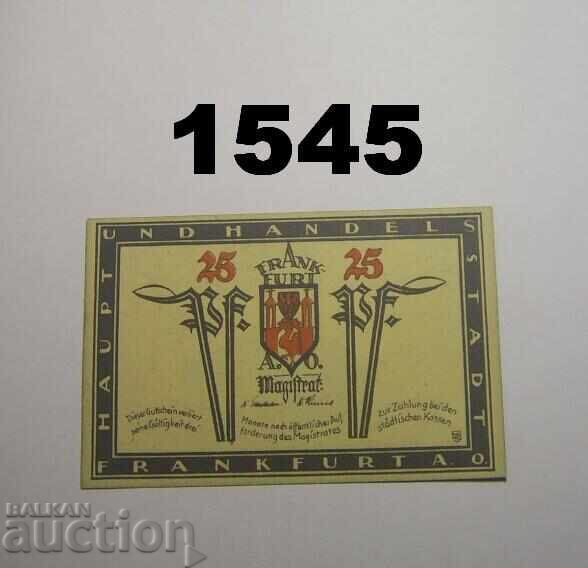 1545
HAUPT UND HANDELS STADT
25
25
FRANK-
FURT
Pf.
Pf.
A. O.
Magistrat
Dieser Gutschein verliert
seine Gültigkeit drei
Monate nach öffentlicher Auf
forderung des Magistrates
zur Zahlung bei den
städtischen Kassen
FRANKFURT A. O.
BALKAN
auction